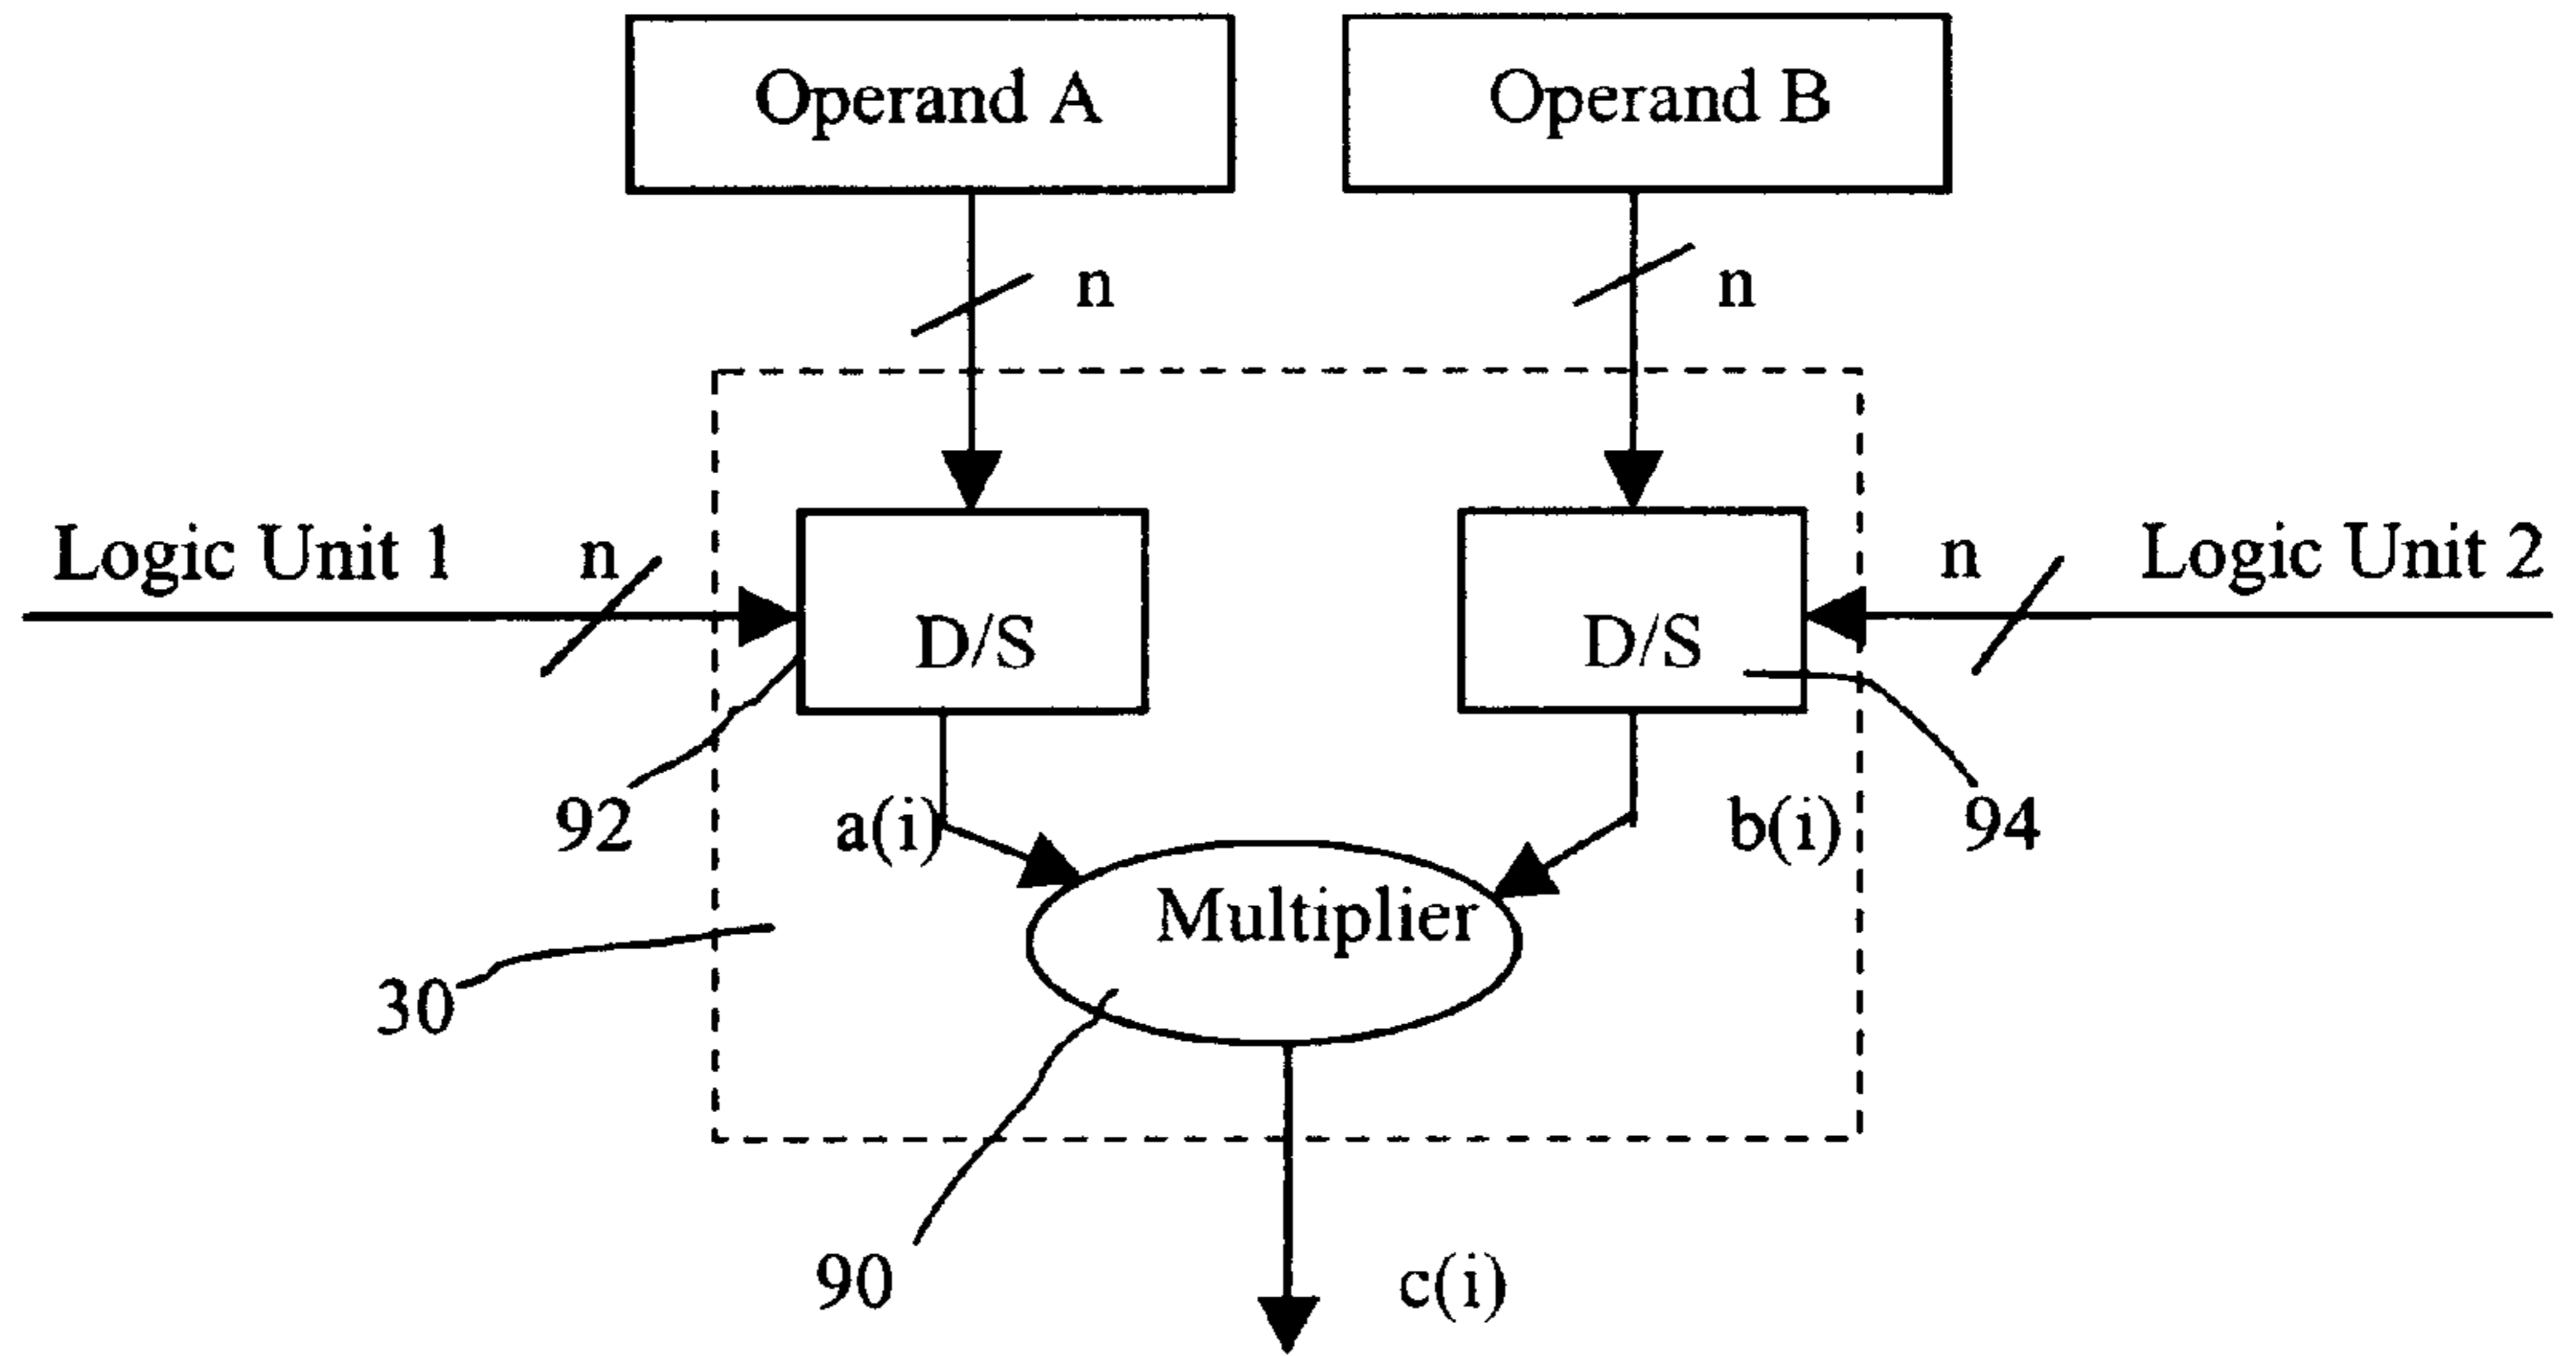 Operand A
Operand B
n
n
Logic Unit 1
n
n
Logic Unit 2
D/S
D/S
92
a(i)
b(i)
94
Multiplier
30
90
c(i)